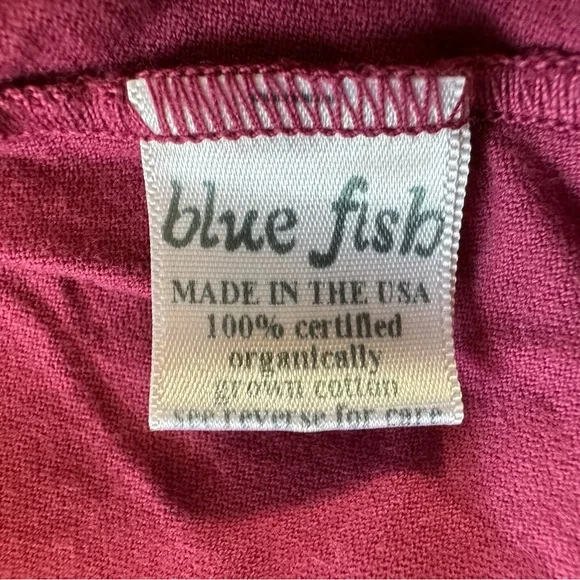 blue fish
MADE IN THE USA
100% certified
organically
grown cotton
see reverse for care